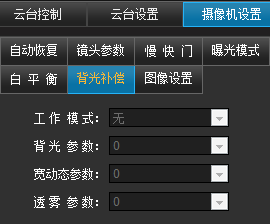 云台控制 云台设置 摄像机设置
自动恢复 镜头参数 慢 快 门 曝光模式
白 平 衡 背光补偿 图像设置
工 作 模 式： 无
背 光 参 数： 0
宽动态参数： 0
透 雾 参 数： 0